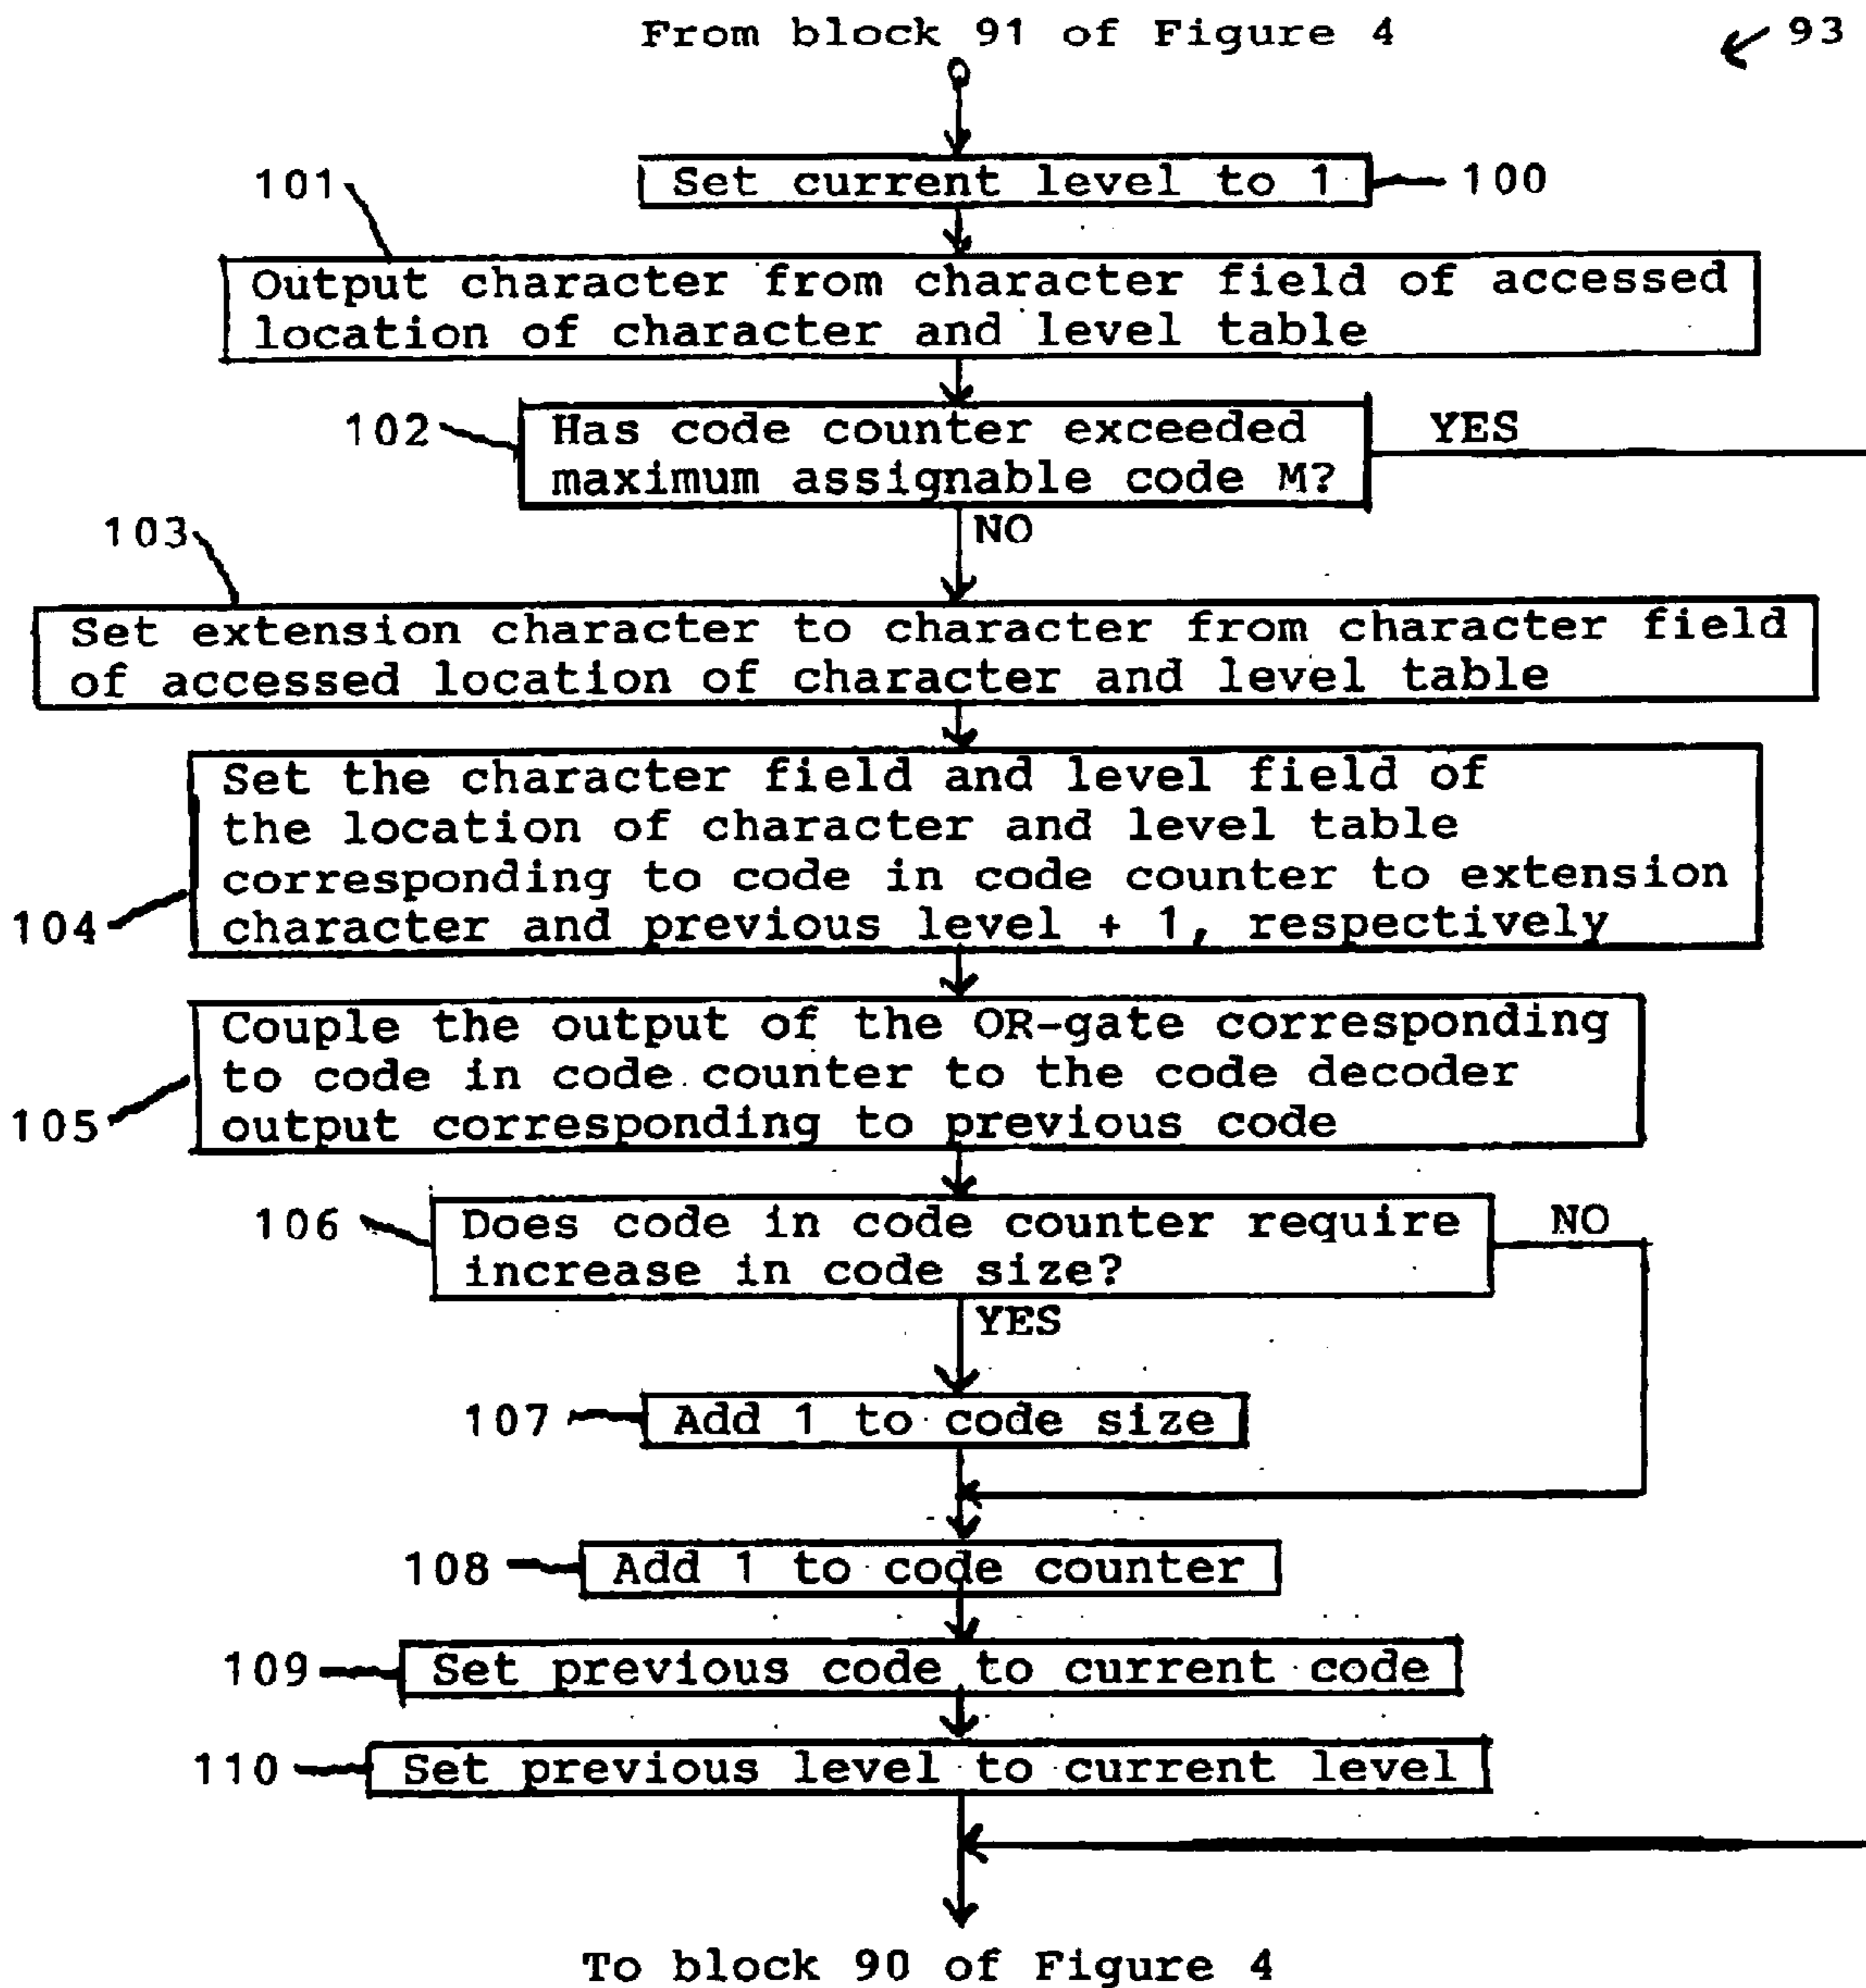 From block 91 of Figure 4
93
Set current level to 1
100
101
Output character from character field of accessed
location of character and level table
102
Has code counter exceeded
maximum assignable code M?
YES
NO
103
Set extension character to character from character field
of accessed location of character and level table
Set the character field and level field of
the location of character and level table
corresponding to code in code counter to extension
character and previous level + 1, respectively
104
Couple the output of the OR-gate corresponding
to code in code counter to the code decoder
output corresponding to previous code
105
106
Does code in code counter require
increase in code size?
NO
YES
107
Add 1 to code size
108
Add 1 to code counter
109
Set previous code to current code
110
Set previous level to current level
To block 90 of Figure 4